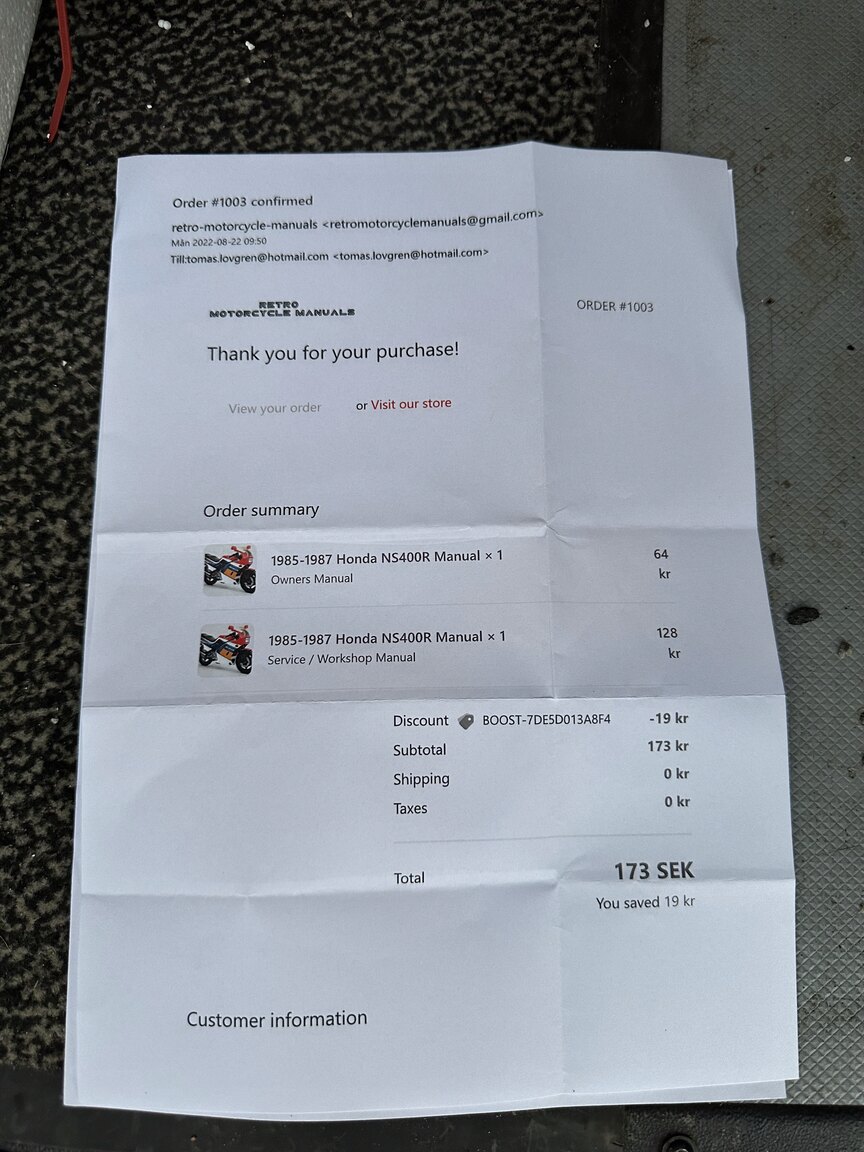 Order #1003 confirmed
retro-motorcycle-manuals <retromotorcyclemanuals@gmail.com>
Mån 2022-08-22 09:50
Till:tomas.lovgren@hotmail.com <tomas.lovgren@hotmail.com>
RETRO
MOTORCYCLE MANUALS
ORDER #1003
Thank you for your purchase!
View your order or Visit our store
Order summary
1985-1987 Honda NS400R Manual × 1 64
Owners Manual kr
1985-1987 Honda NS400R Manual × 1 128
Service / Workshop Manual kr
Discount BOOST-7DE5D013A8F4 -19 kr
Subtotal 173 kr
Shipping 0 kr
Taxes 0 kr
Total 173 SEK
You saved 19 kr
Customer information